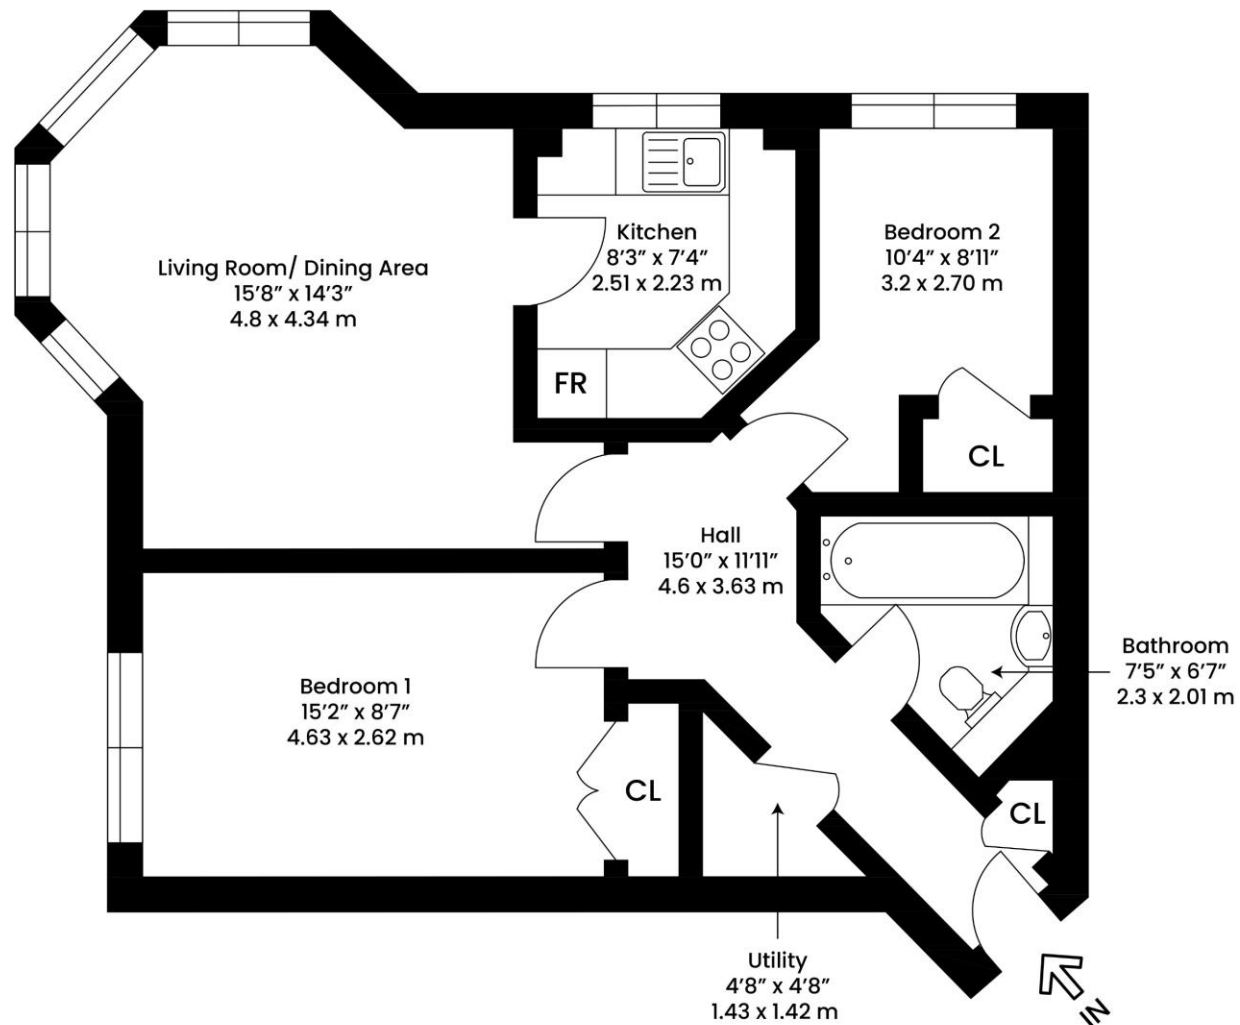 Living Room/ Dining Area
15’8” x 14’3”
4.8 x 4.34 m
Kitchen
8’3” x 7’4”
2.51 x 2.23 m
FR
Bedroom 2
10’4” x 8’11”
3.2 x 2.70 m
CL
Hall
15’0” x 11’11”
4.6 x 3.63 m
Bathroom
7’5” x 6’7”
2.3 x 2.01 m
Bedroom 1
15’2” x 8’7”
4.63 x 2.62 m
CL
CL
Utility
4’8” x 4’8”
1.43 x 1.42 m
IN